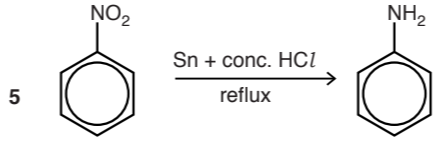 NO₂
NH₂
Sn + conc. HCl
reflux
5